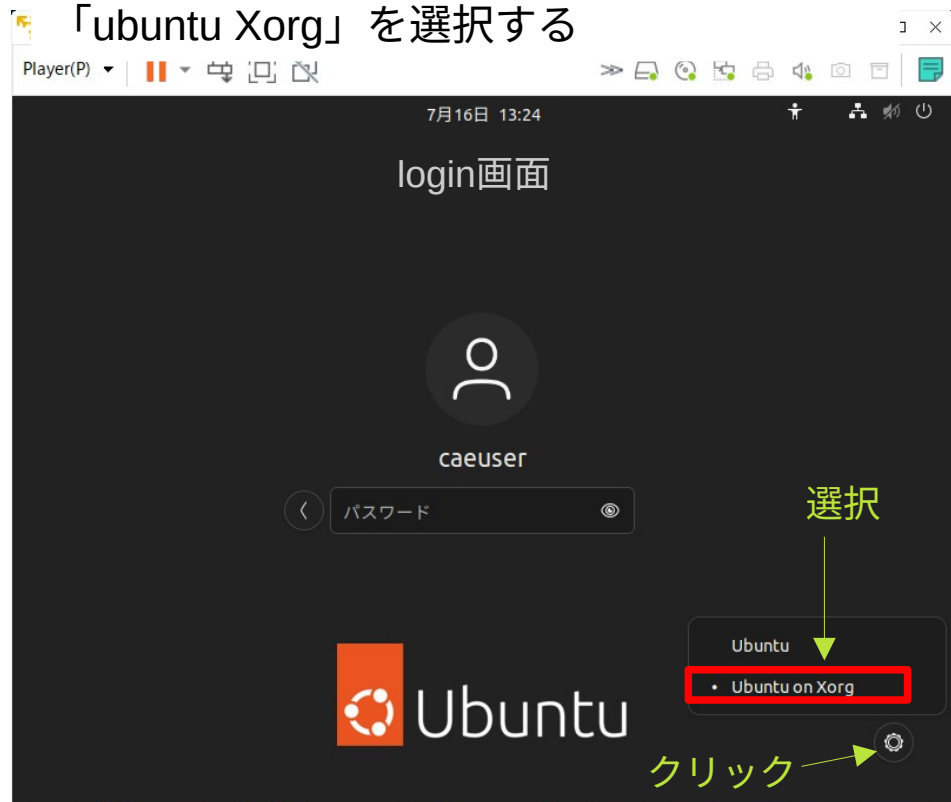 「ubuntu Xorg」を選択する
Player(P)
7月16日 13:24
login画面
caeuser
パスワード
選択
Ubuntu
• Ubuntu on Xorg
Ubuntu
クリック